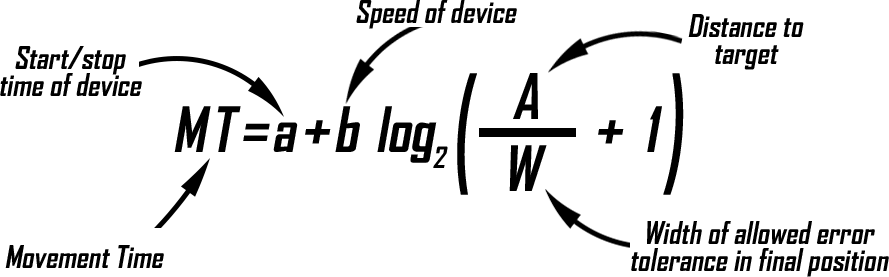 Speed of device
Start/stop
time of device
Distance to
target
MT=a+b log₂(A/W + 1)
Movement Time
Width of allowed error
tolerance in final position